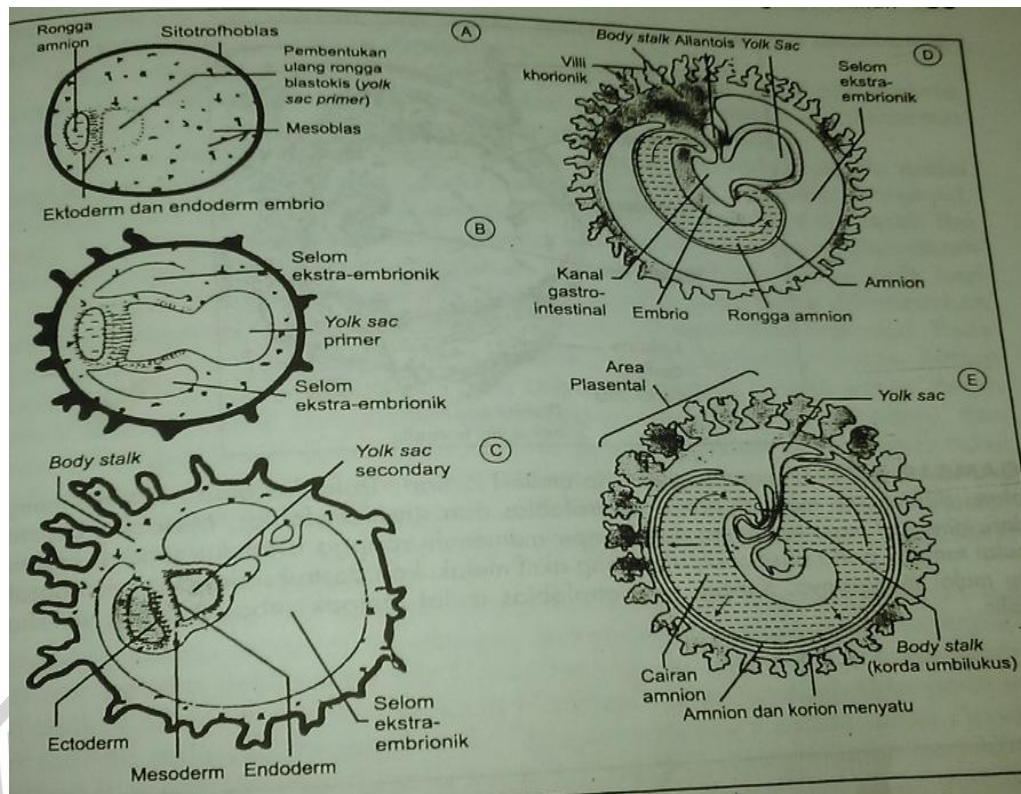 A
Rongga
amnion
Sitotrofhoblas
Pembentukan
ulang rongga
blastokis (yolk
sac primer)
Mesoblas
Ektoderm dan endoderm embrio
B
Selom
ekstra-embrionik
Yolk sac
primer
Selom
ekstra-embrionik
C
Body stalk
Yolk sac
secondary
Selom
ekstra-
embrionik
Ectoderm
Mesoderm
Endoderm
D
Body stalk
Allantois
Yolk Sac
Villi
khorionik
Selom
ekstra-
embrionik
Kanal
gastro-
intestinal
Embrio
Rongga amnion
Amnion
E
Area
Plasental
Yolk sac
Cairan
amnion
Body stalk
(korda umbilukus)
Amnion dan korion menyatu